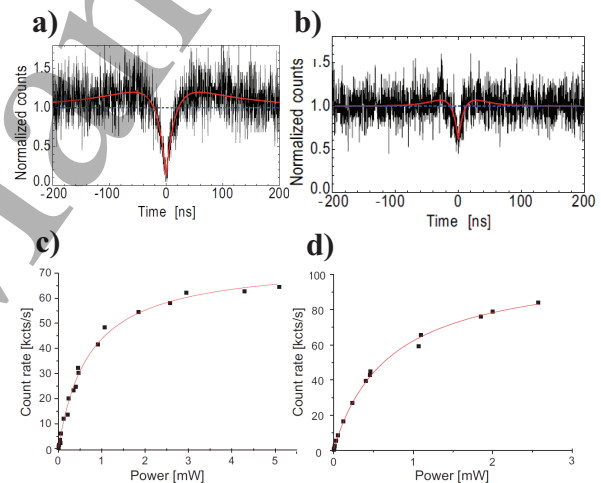 a)
Normalized counts
1.5
1.0
0.5
0.0
-200 -100 0 100 200
Time [ns]
b)
Normalized counts
1.5
1.0
0.5
0.0
-200 -100 0 100 200
Time [ns]
c)
Count rate [kcts/s]
70
60
50
40
30
20
10
0
0 1 2 3 4 5
Power [mW]
d)
Count rate [kcts/s]
100
80
60
40
20
0
0 1 2 3
Power [mW]